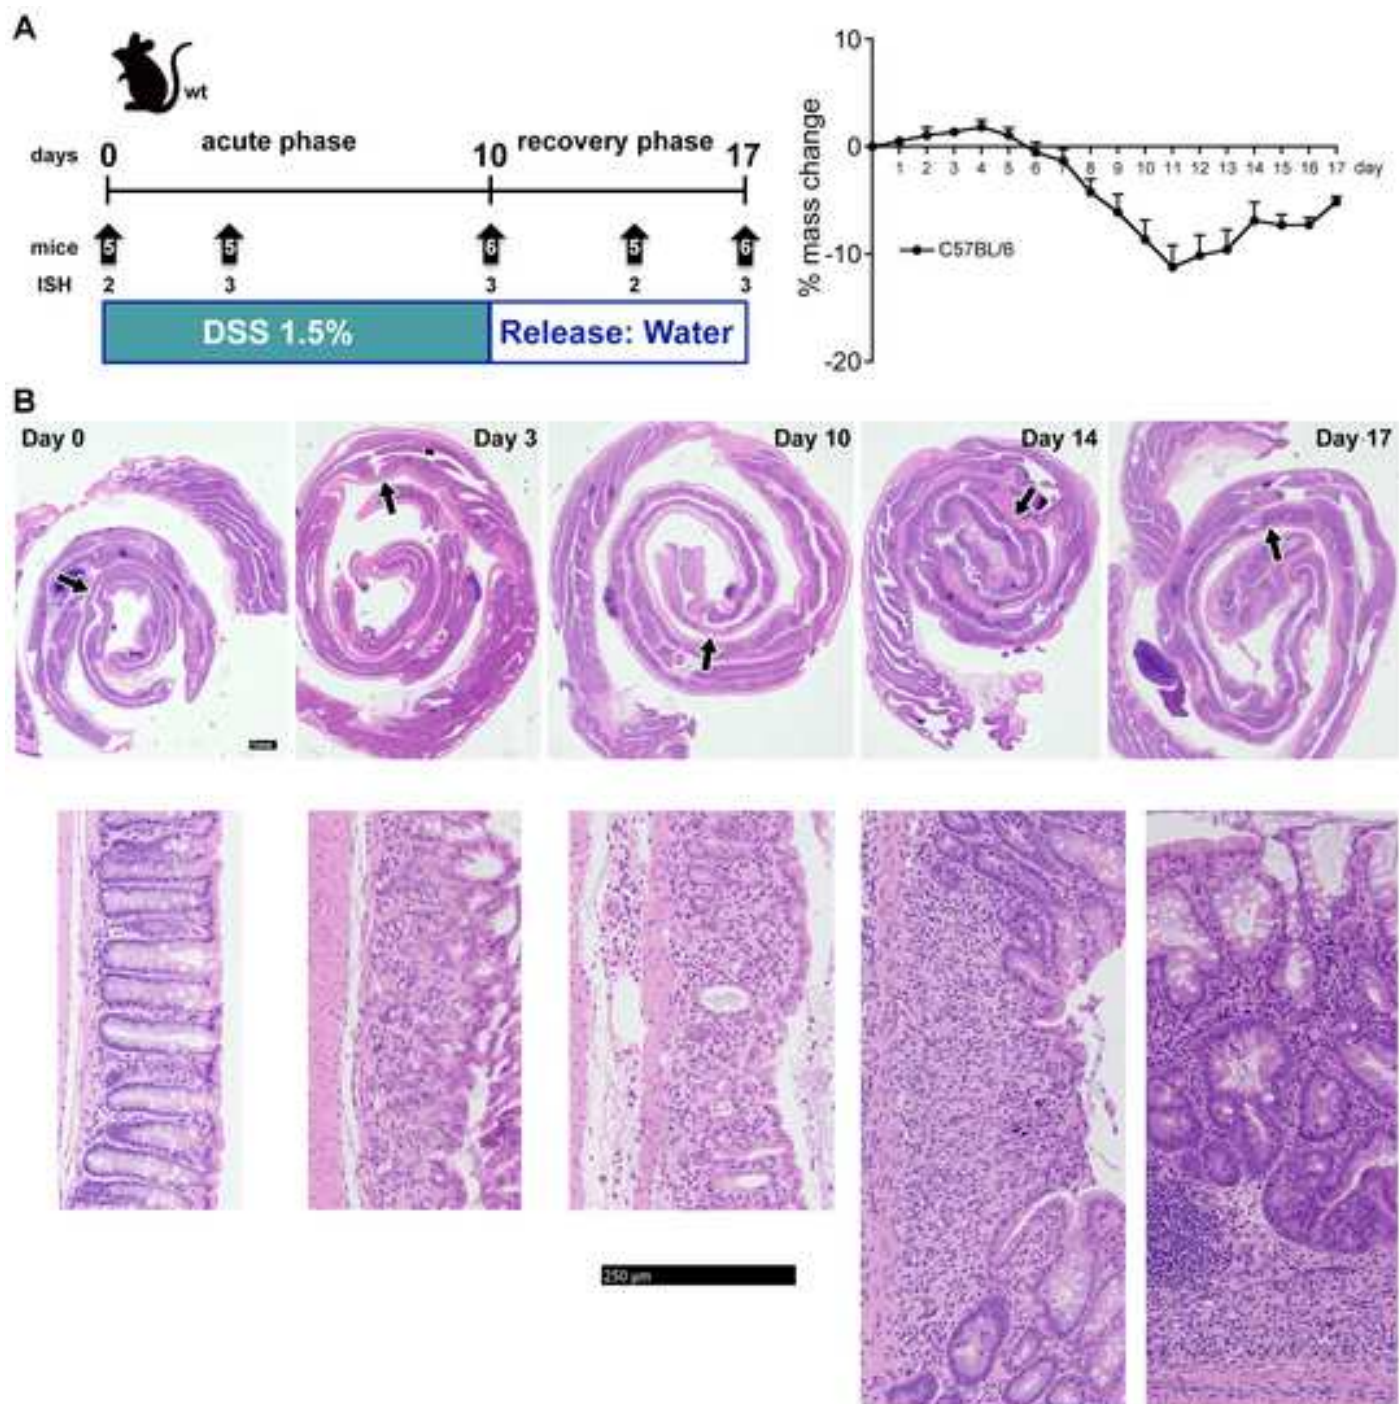 A
wt
days 0 acute phase 10 recovery phase 17
mice 5 5 6 5 6
ISH 2 3 3 2 3
DSS 1.5% Release: Water
% mass change
10
0
-10
-20
1 2 3 4 5 6 7 8 9 10 11 12 13 14 15 16 17 day
C57BL/6
B
Day 0 Day 3 Day 10 Day 14 Day 17
250 µm